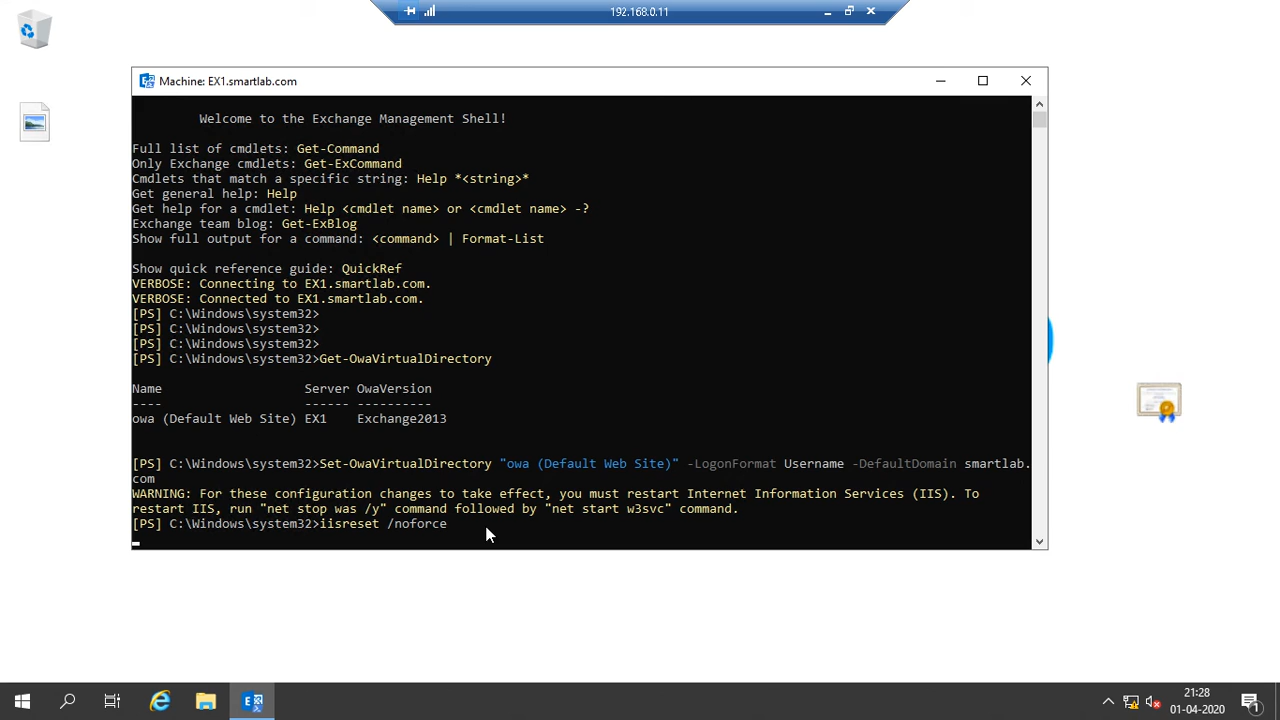 192.168.0.11
Machine: EX1.smartlab.com
Welcome to the Exchange Management Shell!
Full list of cmdlets: Get-Command
Only Exchange cmdlets: Get-ExCommand
Cmdlets that match a specific string: Help *<string>*
Get general help: Help
Get help for a cmdlet: Help <cmdlet name> or <cmdlet name> -?
Exchange team blog: Get-ExBlog
Show full output for a command: <command> | Format-List
Show quick reference guide: QuickRef
VERBOSE: Connecting to EX1.smartlab.com.
VERBOSE: Connected to EX1.smartlab.com.
[PS] C:\Windows\system32>
[PS] C:\Windows\system32>
[PS] C:\Windows\system32>
[PS] C:\Windows\system32>Get-OwaVirtualDirectory
Name Server OwaVersion
---- ------ ----------
owa (Default Web Site) EX1 Exchange2013
[PS] C:\Windows\system32>Set-OwaVirtualDirectory "owa (Default Web Site)" -LogonFormat Username -DefaultDomain smartlab.
com
WARNING: For these configuration changes to take effect, you must restart Internet Information Services (IIS). To
restart IIS, run "net stop was /y" command followed by "net start w3svc" command.
[PS] C:\Windows\system32>iisreset /noforce
21:28
01-04-2020
1